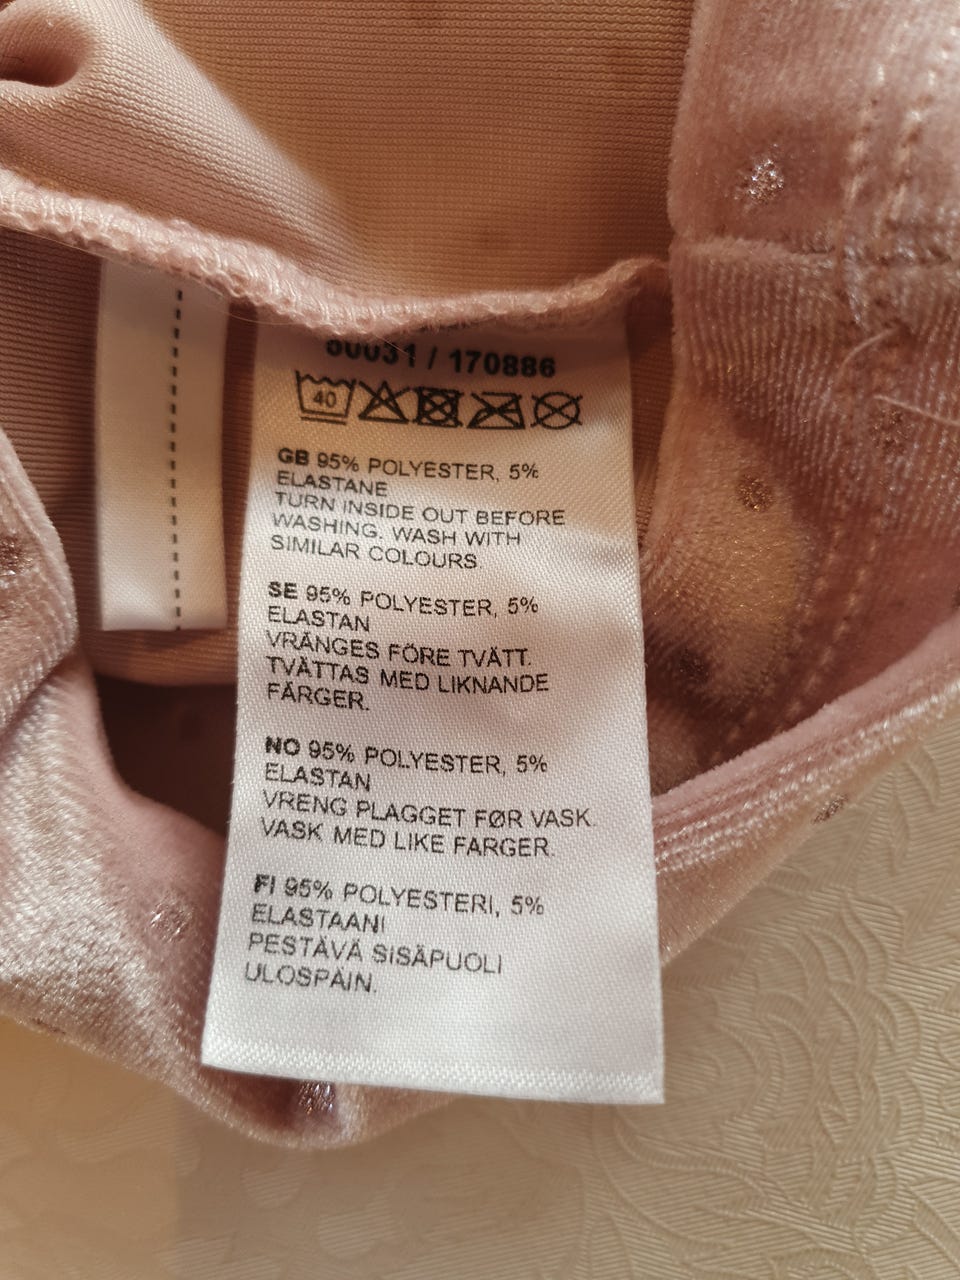 50031 / 170886
40
GB 95% POLYESTER, 5%
ELASTANE
TURN INSIDE OUT BEFORE
WASHING. WASH WITH
SIMILAR COLOURS
SE 95% POLYESTER, 5%
ELASTAN
VRÄNGES FÖRE TVÄTT.
TVÄTTAS MED LIKNANDE
FÄRGER.
NO 95% POLYESTER, 5%
ELASTAN
VRENG PLAGGET FØR VASK.
VASK MED LIKE FARGER.
FI 95% POLYESTERI, 5%
ELASTAANI
PESTÄVÄ SISÄPUOLI
ULOSPÄIN.